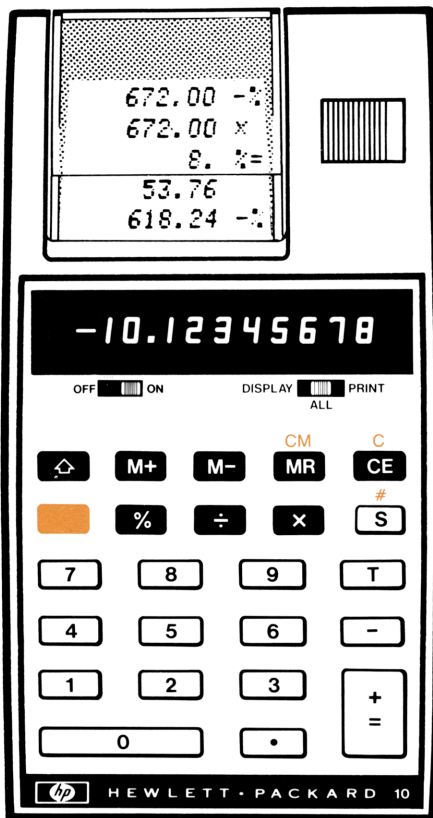 672.00 -%
672.00 ×
8. %=
53.76
618.24 -%
-10.12345678
OFF ON DISPLAY PRINT
ALL
CM C
M+ M- MR CE
#
% ÷ × S
7 8 9 T
4 5 6 -
1 2 3 +
=
0 •
hp HEWLETT • PACKARD 10